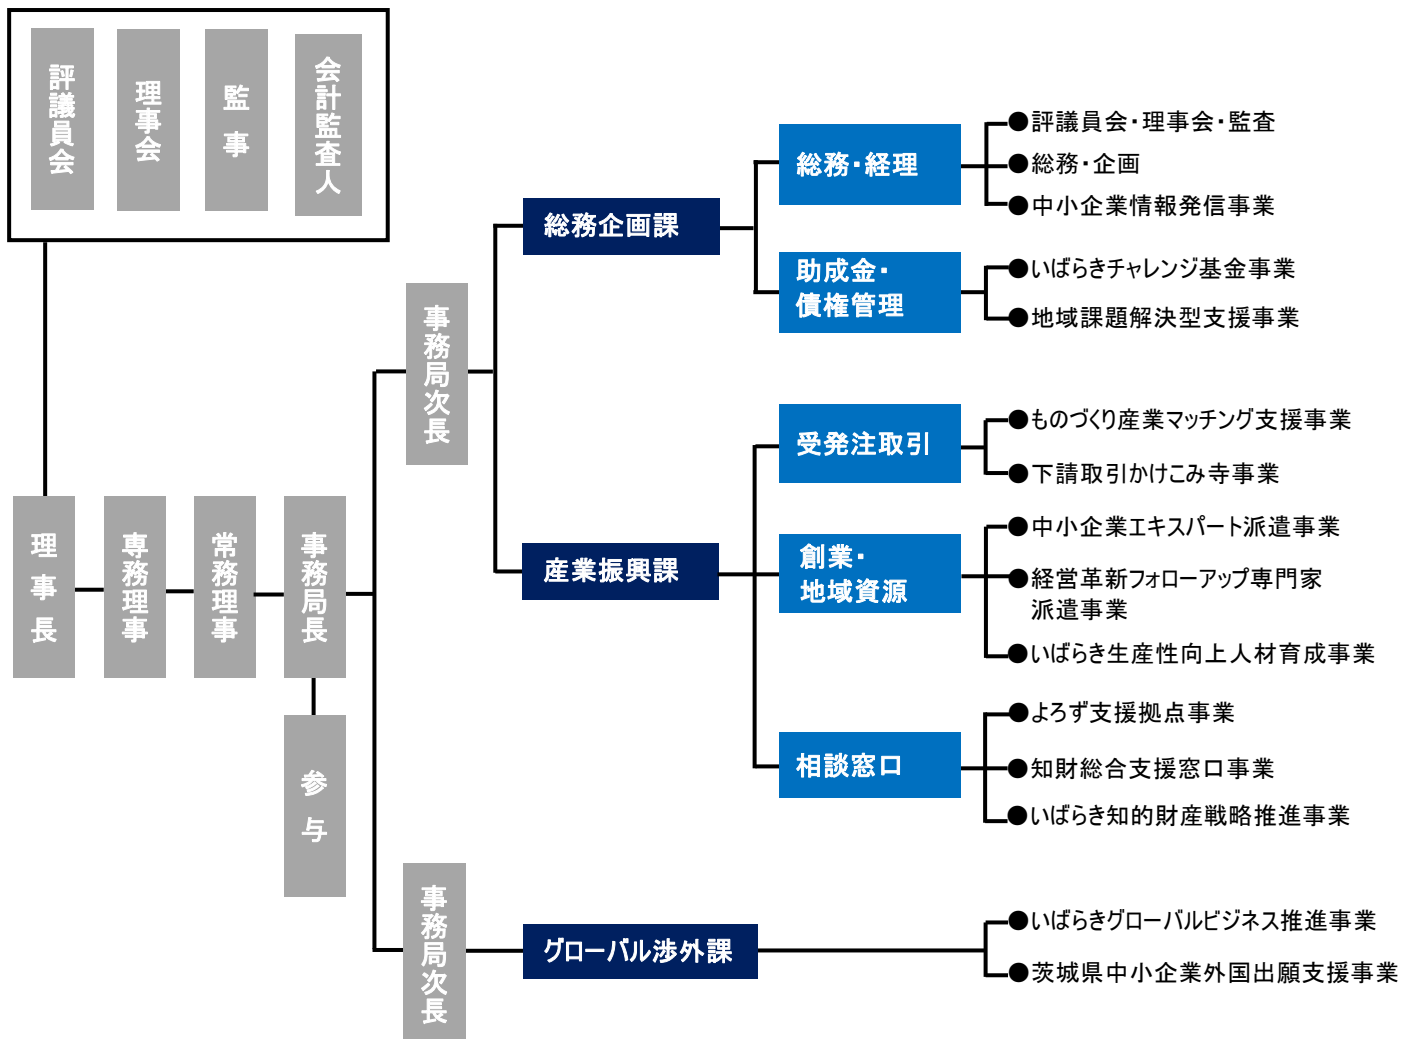 評議員会
理事会
監事
会計監査人
理事長
専務理事
常務理事
事務局長
参与
事務局次長
総務企画課
総務・経理
●評議員会・理事会・監査
●総務・企画
●中小企業情報発信事業
助成金・
債権管理
●いばらきチャレンジ基金事業
●地域課題解決型支援事業
産業振興課
受発注取引
●ものづくり産業マッチング支援事業
●下請取引かけこみ寺事業
創業・
地域資源
●中小企業エキスパート派遣事業
●経営革新フォローアップ専門家
派遣事業
●いばらき生産性向上人材育成事業
相談窓口
●よろず支援拠点事業
●知財総合支援窓口事業
●いばらき知的財産戦略推進事業
事務局次長
グローバル渉外課
●いばらきグローバルビジネス推進事業
●茨城県中小企業外国出願支援事業